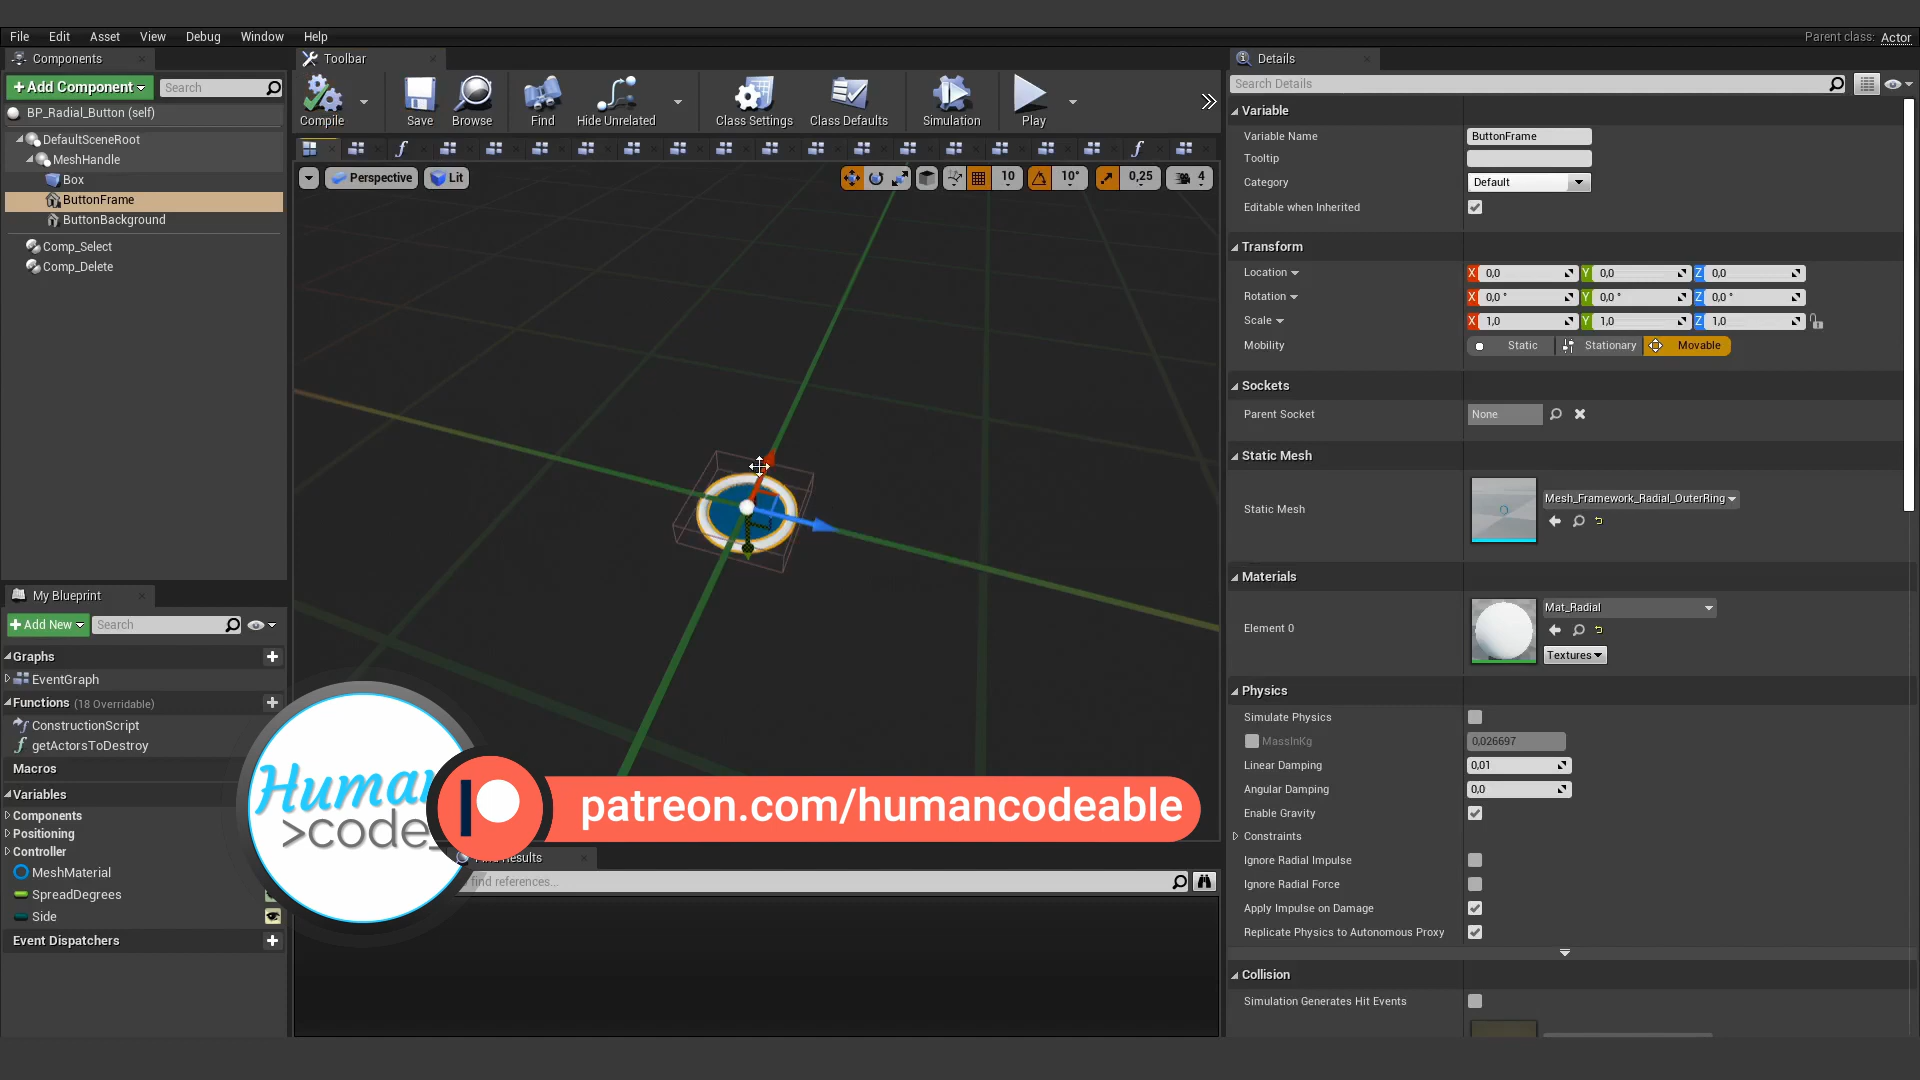 File Edit Asset View Debug Window Help
Parent class: Actor
Components
Toolbar
Details
Add Component
Search
Compile
Save
Browse
Find
Hide Unrelated
Class Settings
Class Defaults
Simulation
Play
Search Details
BP_Radial_Button (self)
DefaultSceneRoot
MeshHandle
Box
ButtonFrame
ButtonBackground
Comp_Select
Comp_Delete
Perspective
Lit
10
10°
0,25
4
Variable
Variable Name
ButtonFrame
Tooltip
Category
Default
Editable when Inherited
Transform
Location
X 0,0 Y 0,0 Z 0,0
Rotation
X 0,0 ° Y 0,0 ° Z 0,0 °
Scale
X 1,0 Y 1,0 Z 1,0
Mobility
Static Stationary Movable
Sockets
Parent Socket
None
Static Mesh
Static Mesh
Mesh_Framework_Radial_OuterRing
Materials
Element 0
Mat_Radial
Textures
Physics
Simulate Physics
MassInKg
0,026697
Linear Damping
0,01
Angular Damping
0,0
Enable Gravity
Constraints
Ignore Radial Impulse
Ignore Radial Force
Apply Impulse on Damage
Replicate Physics to Autonomous Proxy
Collision
Simulation Generates Hit Events
My Blueprint
Add New
Search
Graphs
EventGraph
Functions (18 Overridable)
ConstructionScript
getActorsToDestroy
Macros
Variables
Components
Positioning
Controller
MeshMaterial
SpreadDegrees
Side
Event Dispatchers
Human
>code_
patreon.com/humancodeable
Results
find references...